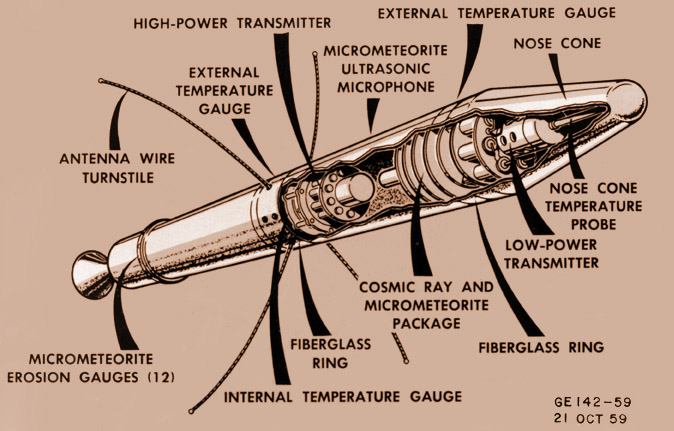 EXTERNAL TEMPERATURE GAUGE
HIGH-POWER TRANSMITTER
NOSE CONE
MICROMETEORITE
ULTRASONIC
MICROPHONE
EXTERNAL
TEMPERATURE
GAUGE
ANTENNA WIRE
TURNSTILE
NOSE CONE
TEMPERATURE
PROBE
LOW-POWER
TRANSMITTER
COSMIC RAY AND
MICROMETEORITE
PACKAGE
FIBERGLASS
RING
FIBERGLASS RING
MICROMETEORITE
EROSION GAUGES (12)
INTERNAL TEMPERATURE GAUGE
GE 142-59
21 OCT 59